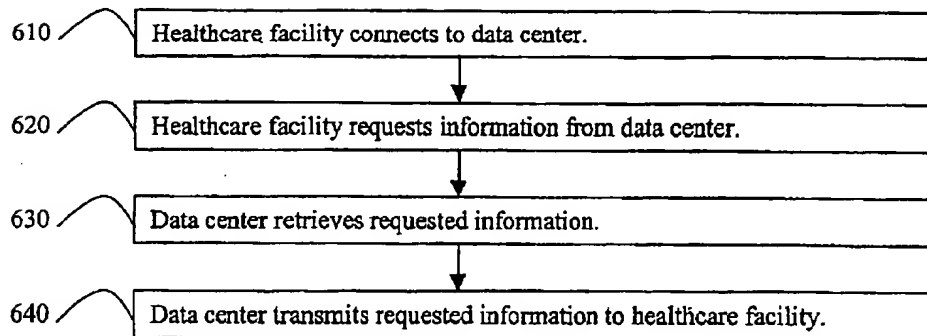 610 Healthcare facility connects to data center.
620 Healthcare facility requests information from data center.
630 Data center retrieves requested information.
640 Data center transmits requested information to healthcare facility.